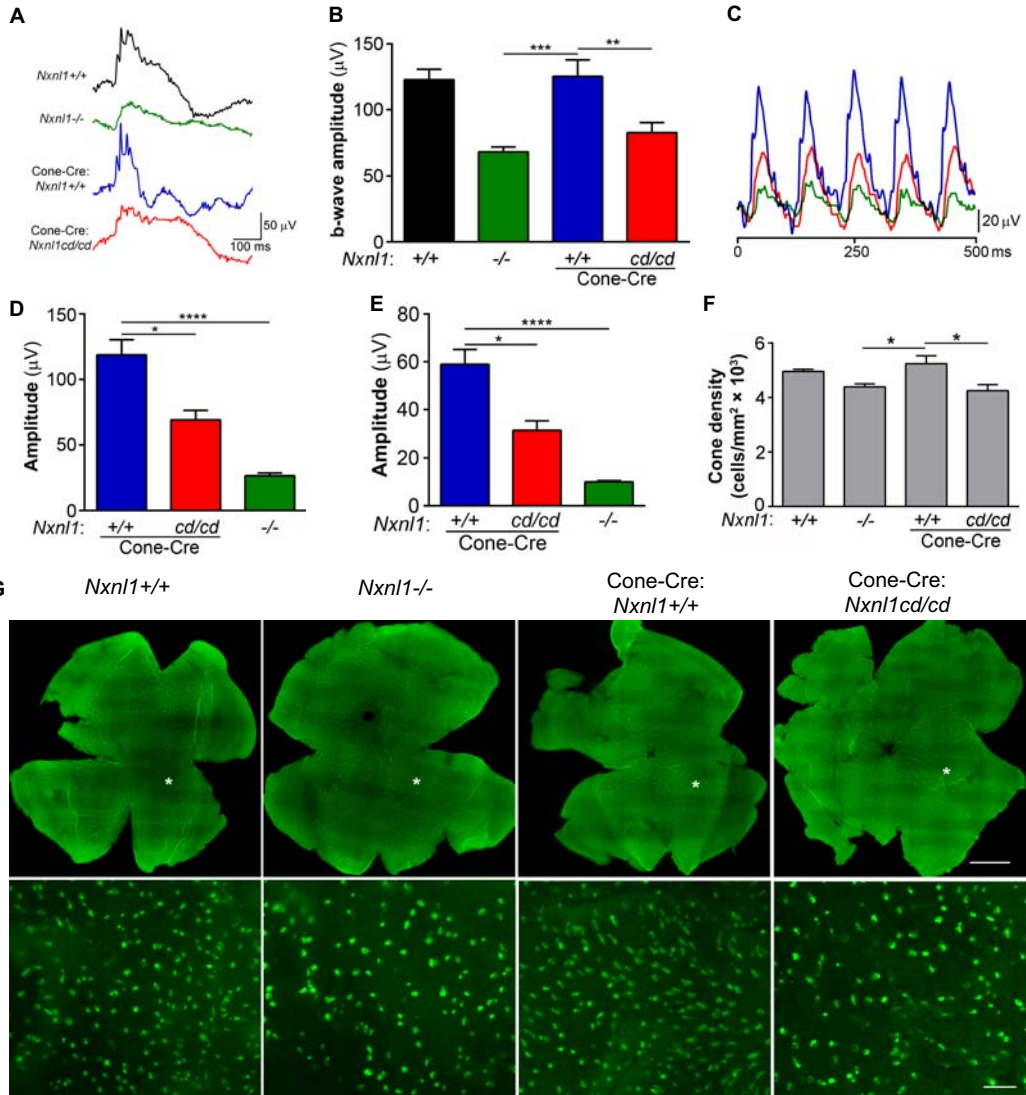 A
Nxnl1+/+
Nxnl1-/-
Cone-Cre:
Nxnl1+/+
Cone-Cre:
Nxnl1cd/cd
50 µV
100 ms
B
b-wave amplitude (µV)
150
100
50
0
***
**
Nxnl1: +/+ -/- +/+ cd/cd
Cone-Cre
C
20 µV
0 250 500 ms
D
Amplitude (µV)
150
100
50
0
****
*
Nxnl1: +/+ cd/cd -/-
Cone-Cre
E
Amplitude (µV)
80
60
40
20
0
****
*
Nxnl1: +/+ cd/cd -/-
Cone-Cre
F
Cone density
(cells/mm² × 10³)
6
4
2
0
* *
Nxnl1: +/+ -/- +/+ cd/cd
Cone-Cre
G
Nxnl1+/+
Nxnl1-/-
Cone-Cre:
Nxnl1+/+
Cone-Cre:
Nxnl1cd/cd
* * * *